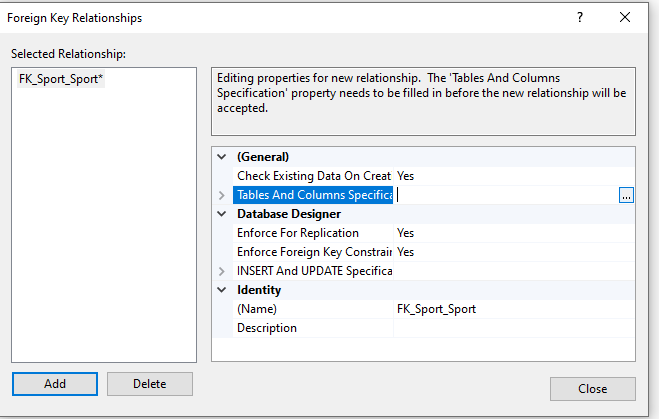 Foreign Key Relationships
?
Selected Relationship:
FK_Sport_Sport*
Editing properties for new relationship.  The 'Tables And Columns
Specification' property needs to be filled in before the new relationship will be
accepted.
(General)
Check Existing Data On Creat Yes
Tables And Columns Specifica
...
Database Designer
Enforce For Replication Yes
Enforce Foreign Key Constrain Yes
INSERT And UPDATE Specifica
Identity
(Name) FK_Sport_Sport
Description
Add Delete
Close